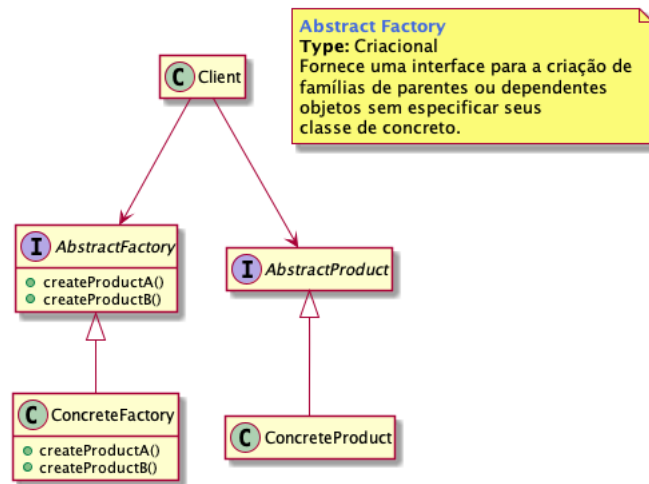 Abstract Factory
Type: Criacional
Fornece uma interface para a criação de
famílias de parentes ou dependentes
objetos sem especificar seus
classe de concreto.
C Client
I AbstractFactory
createProductA()
createProductB()
I AbstractProduct
C ConcreteFactory
createProductA()
createProductB()
C ConcreteProduct